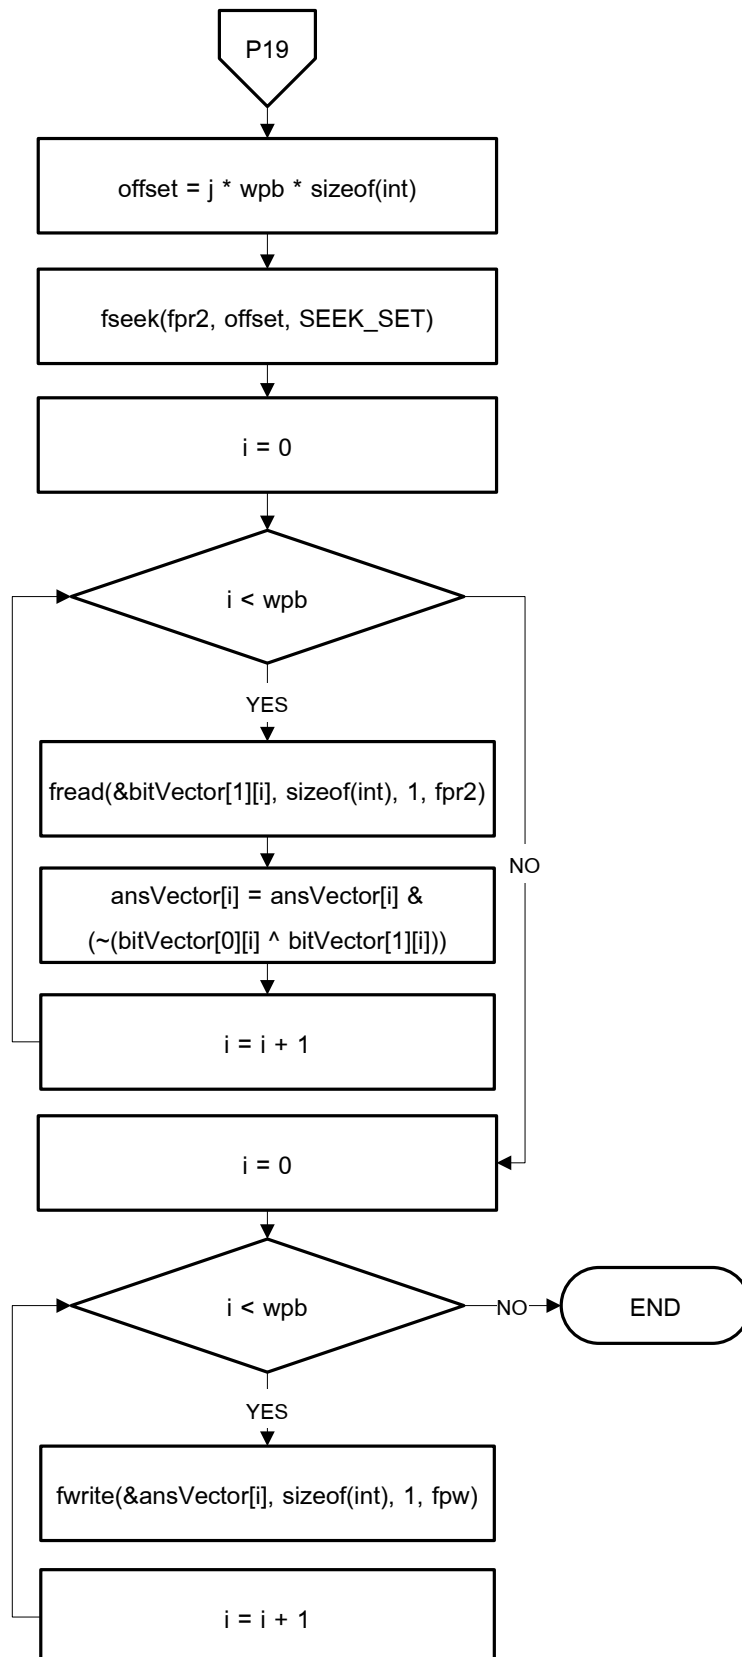 P19
offset = j * wpb * sizeof(int)
fseek(fpr2, offset, SEEK_SET)
i = 0
i < wpb
YES
fread(&bitVector[1][i], sizeof(int), 1, fpr2)
NO
ansVector[i] = ansVector[i] &
(~(bitVector[0][i] ^ bitVector[1][i]))
i = i + 1
i = 0
i < wpb
NO
END
YES
fwrite(&ansVector[i], sizeof(int), 1, fpw)
i = i + 1